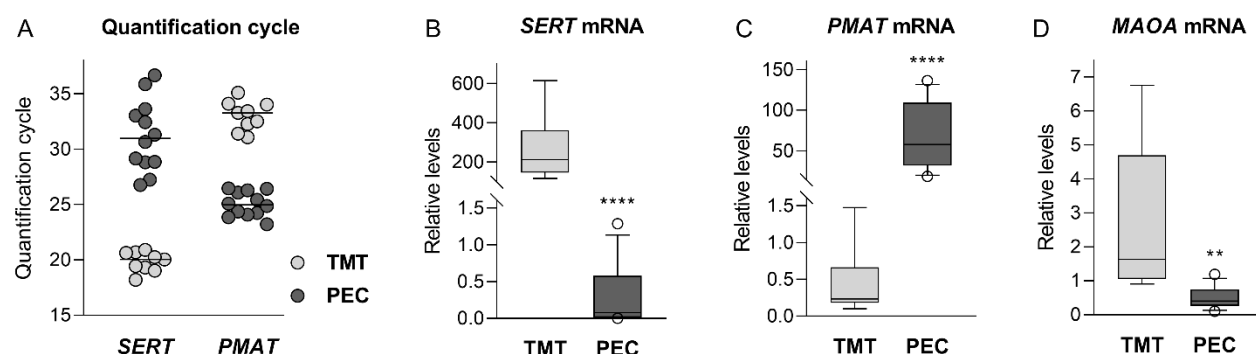 A
Quantification cycle
Quantification cycle
35
30
25
20
15
TMT
PEC
SERT PMAT
B
SERT mRNA
Relative levels
600
400
200
1.5
1.0
0.5
0.0
****
TMT PEC
C
PMAT mRNA
Relative levels
150
100
50
1.5
1.0
0.5
0.0
****
TMT PEC
D
MAOA mRNA
Relative levels
7
6
5
4
3
2
1
0
**
TMT PEC